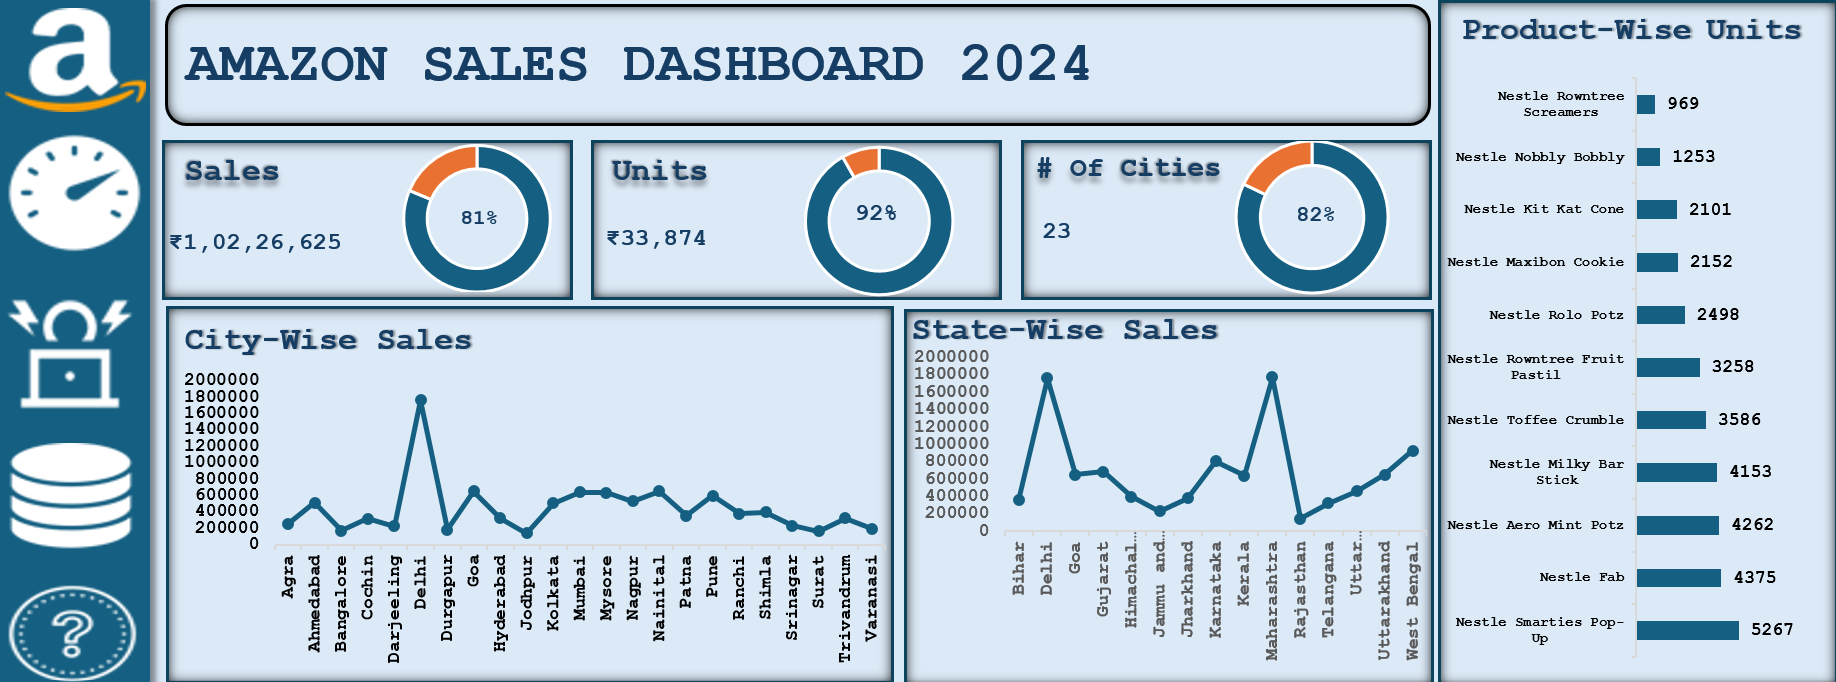 a
AMAZON SALES DASHBOARD 2024
Sales
₹1,02,26,625
81%
Units
₹33,874
92%
# Of Cities
23
82%
City-Wise Sales
2000000
1800000
1600000
1400000
1200000
1000000
800000
600000
400000
200000
0
Agra
Ahmedabad
Bangalore
Cochin
Darjeeling
Delhi
Durgapur
Goa
Hyderabad
Jodhpur
Kolkata
Mumbai
Mysore
Nagpur
Nainital
Patna
Pune
Ranchi
Shimla
Srinagar
Surat
Trivandrum
Varanasi
State-Wise Sales
2000000
1800000
1600000
1400000
1200000
1000000
800000
600000
400000
200000
0
Bihar
Delhi
Goa
Gujarat
Himachal…
Jammu and…
Jharkhand
Karnataka
Kerala
Maharashtra
Rajasthan
Telangana
Uttar…
Uttarakhand
West Bengal
Product-Wise Units
Nestle Rowntree
Screamers
969
Nestle Nobbly Bobbly
1253
Nestle Kit Kat Cone
2101
Nestle Maxibon Cookie
2152
Nestle Rolo Potz
2498
Nestle Rowntree Fruit
Pastil
3258
Nestle Toffee Crumble
3586
Nestle Milky Bar
Stick
4153
Nestle Aero Mint Potz
4262
Nestle Fab
4375
Nestle Smarties Pop-
Up
5267
?